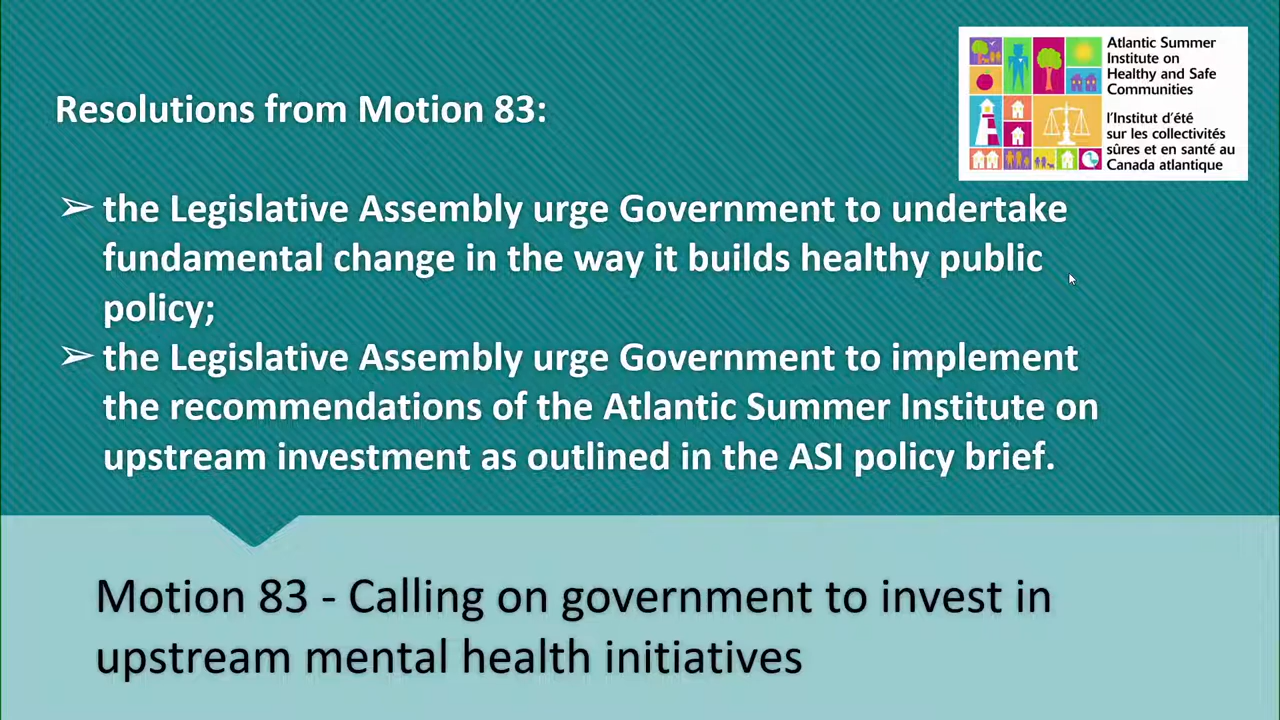 Atlantic Summer
Institute on
Healthy and Safe
Communities
l'Institut d'été
sur les collectivités
sûres et en santé au
Canada atlantique
Resolutions from Motion 83:
➢ the Legislative Assembly urge Government to undertake
fundamental change in the way it builds healthy public
policy;
➢ the Legislative Assembly urge Government to implement
the recommendations of the Atlantic Summer Institute on
upstream investment as outlined in the ASI policy brief.
Motion 83 - Calling on government to invest in
upstream mental health initiatives